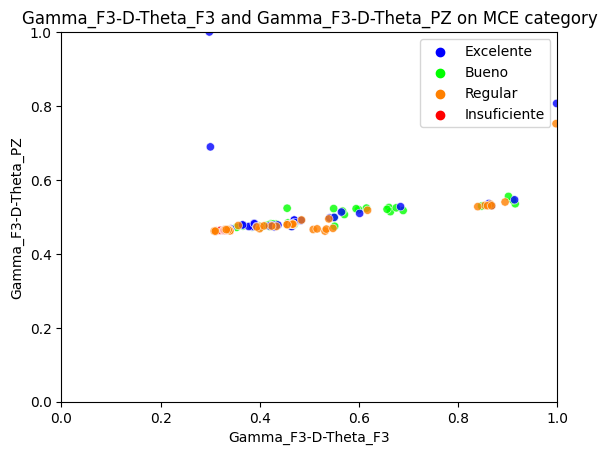 Gamma_F3-D-Theta_F3 and Gamma_F3-D-Theta_PZ on MCE category
1.0
0.8
0.6
0.4
0.2
0.0
Gamma_F3-D-Theta_PZ
Excelente
Bueno
Regular
Insuficiente
0.0 0.2 0.4 0.6 0.8 1.0
Gamma_F3-D-Theta_F3